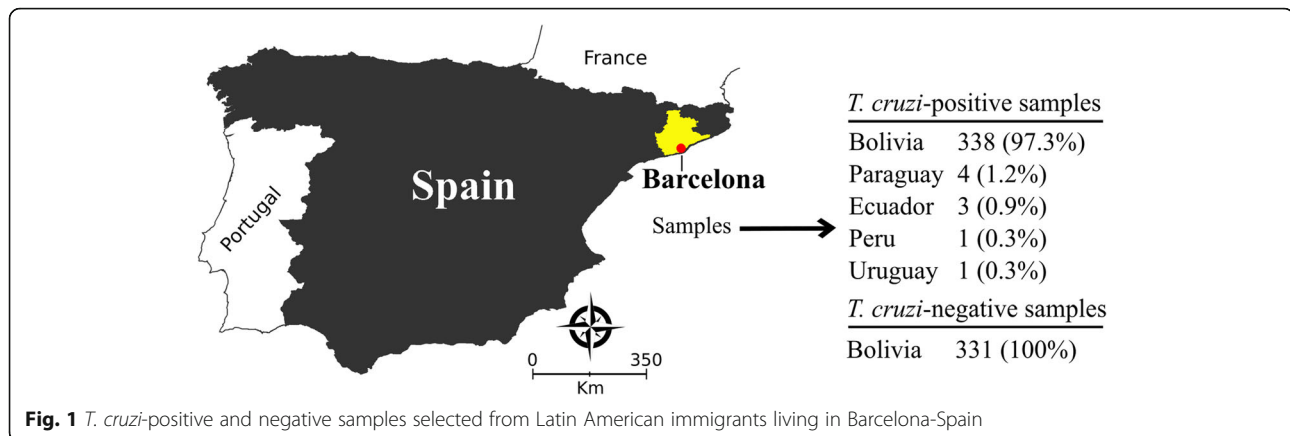 France
Portugal
Spain
Barcelona
Samples
T. cruzi-positive samples
Bolivia 338 (97.3%)
Paraguay 4 (1.2%)
Ecuador 3 (0.9%)
Peru 1 (0.3%)
Uruguay 1 (0.3%)
T. cruzi-negative samples
Bolivia 331 (100%)
0 350
Km
Fig. 1 T. cruzi-positive and negative samples selected from Latin American immigrants living in Barcelona-Spain